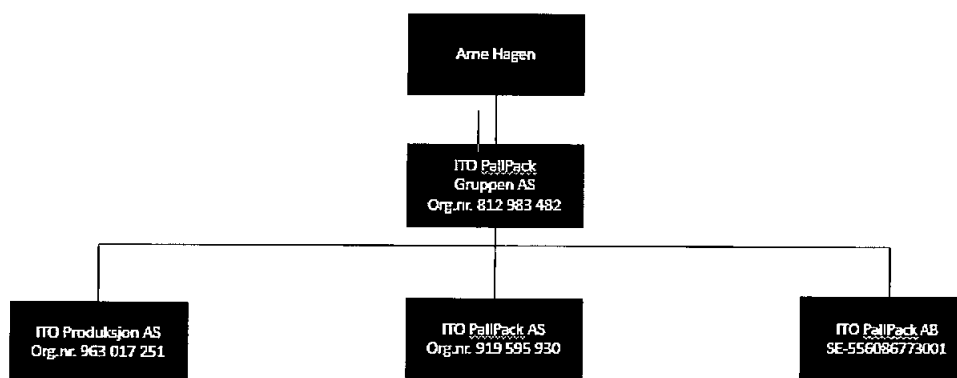 Arne Hagen
ITO PallPack
Gruppen AS
Org.nr. 812 983 482
ITO Produksjon AS
Org.nr. 963 017 251
ITO PallPack AS
Org.nr. 919 595 930
ITO PallPack AB
SE-556086773001